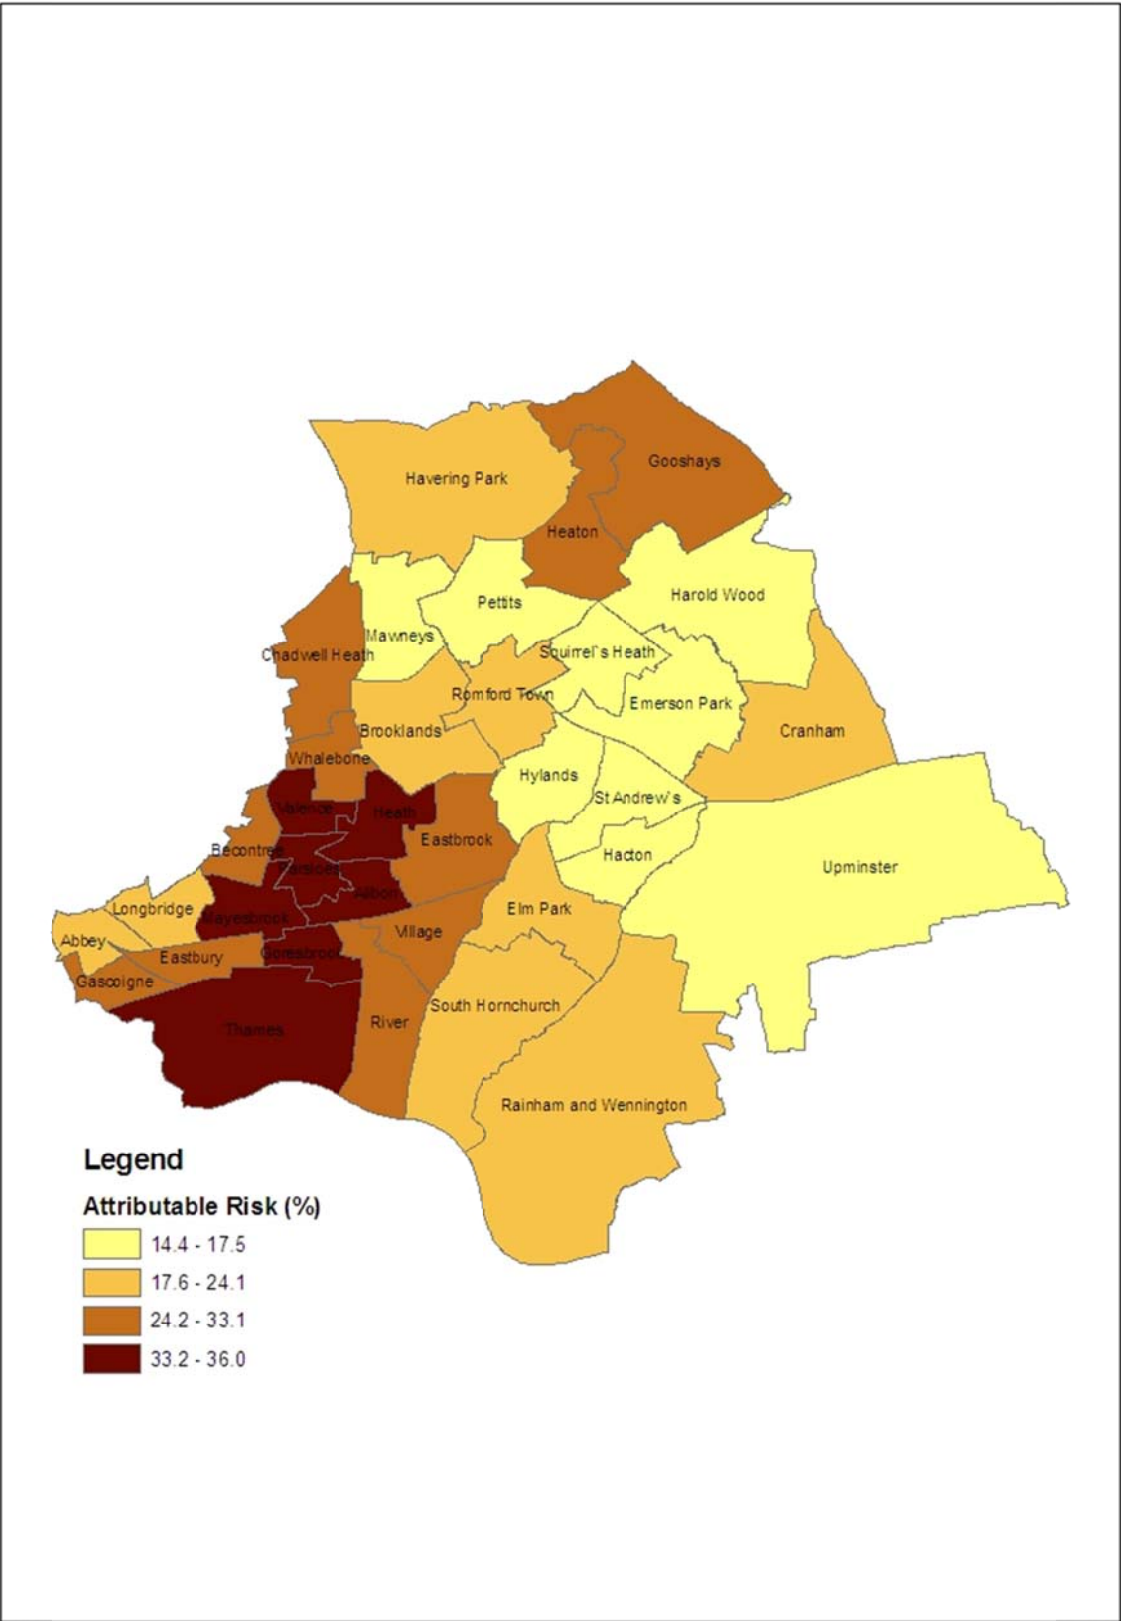 Gooshays
Havering Park
Heaton
Harold Wood
Pettits
Mawneys
Squirrel`s Heath
Chadwell Heath
Romford Town
Emerson Park
Brooklands
Cranham
Whalebone
Hylands
St Andrew`s
Valence
Heath
Eastbrook
Becontree
Hacton
Upminster
Parsloes
Alibon
Longbridge
Elm Park
Mayesbrook
Village
Abbey
Goresbrook
Eastbury
Gascoigne
South Hornchurch
River
Thames
Rainham and Wennington
Legend
Attributable Risk (%)
14.4 - 17.5
17.6 - 24.1
24.2 - 33.1
33.2 - 36.0